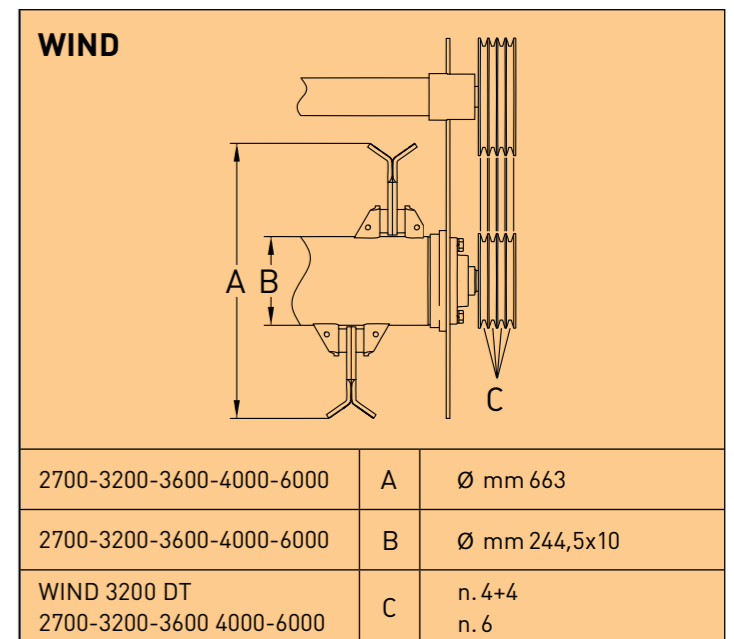 WIND
A
B
C
2700-3200-3600-4000-6000 A Ø mm 663
2700-3200-3600-4000-6000 B Ø mm 244,5x10
WIND 3200 DT
2700-3200-3600 4000-6000
C
n. 4+4
n. 6